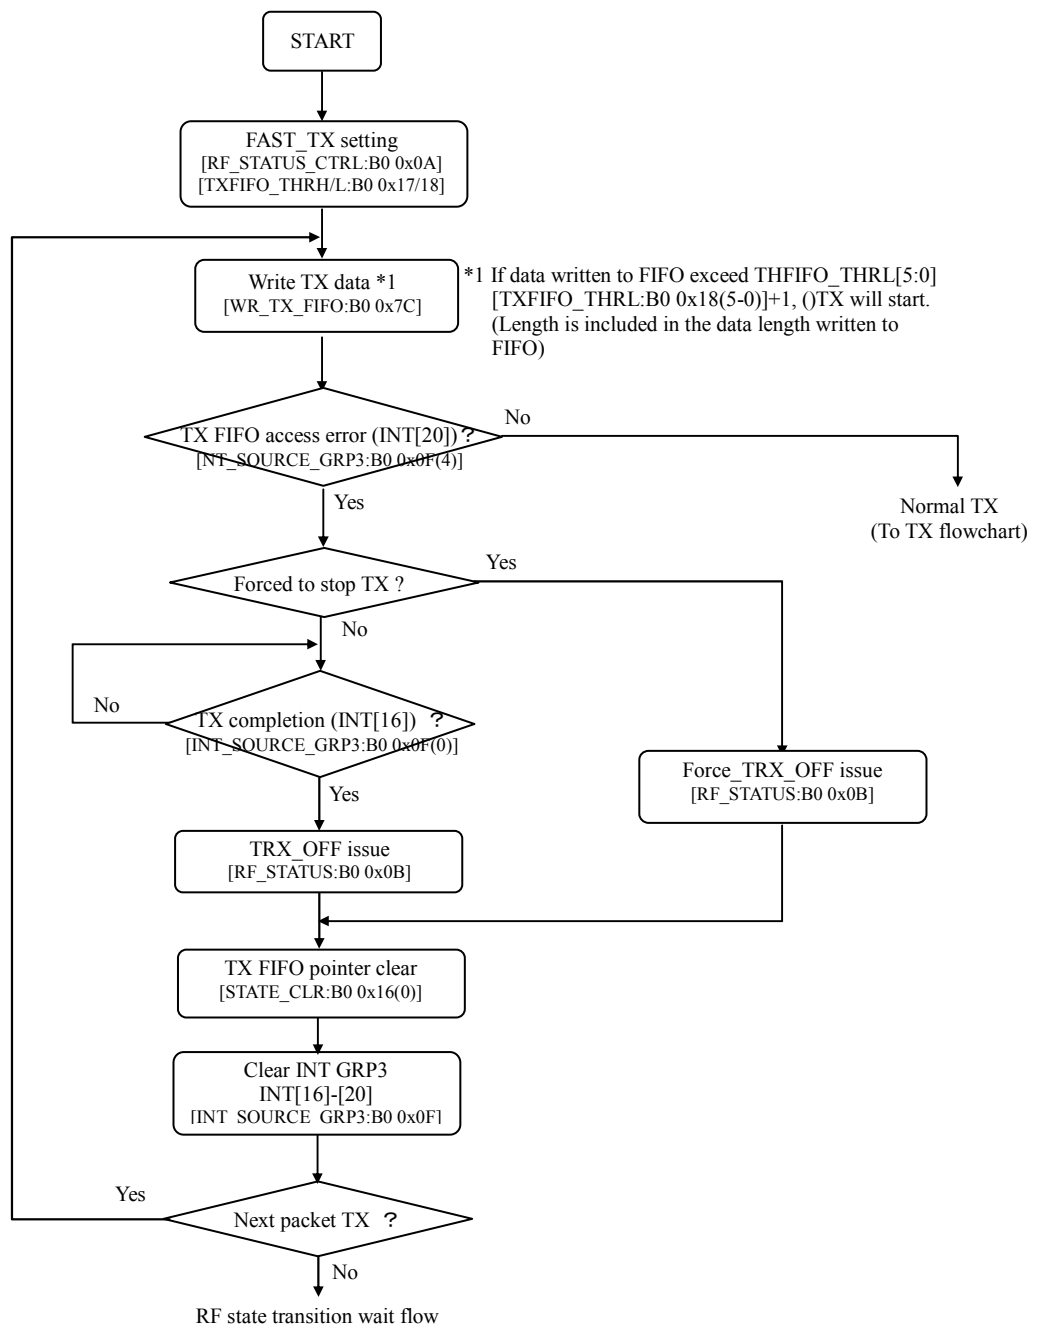 START
FAST_TX setting
[RF_STATUS_CTRL:B0 0x0A]
[TXFIFO_THRH/L:B0 0x17/18]
Write TX data *1
[WR_TX_FIFO:B0 0x7C]
*1 If data written to FIFO exceed THFIFO_THRL[5:0]
[TXFIFO_THRL:B0 0x18(5-0)]+1, ()TX will start.
(Length is included in the data length written to
FIFO)
TX FIFO access error (INT[20])?
[NT_SOURCE_GRP3:B0 0x0F(4)]
No
Normal TX
(To TX flowchart)
Yes
Forced to stop TX ?
Yes
No
TX completion (INT[16]) ?
[INT_SOURCE_GRP3:B0 0x0F(0)]
No
Yes
Force_TRX_OFF issue
[RF_STATUS:B0 0x0B]
TRX_OFF issue
[RF_STATUS:B0 0x0B]
TX FIFO pointer clear
[STATE_CLR:B0 0x16(0)]
Clear INT GRP3
INT[16]-[20]
[INT_SOURCE_GRP3:B0 0x0F]
Yes
Next packet TX ?
No
RF state transition wait flow